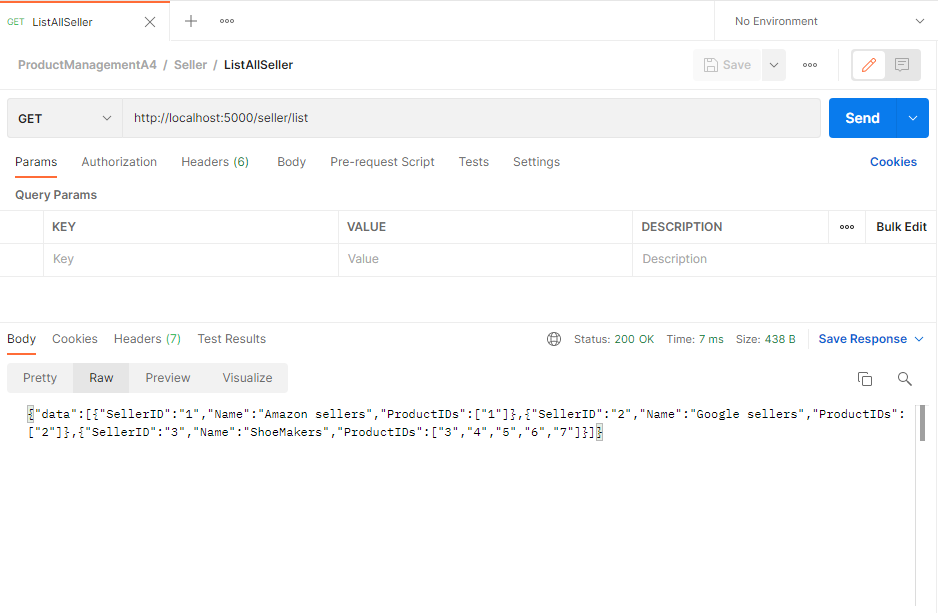 GET ListAllSeller
No Environment
ProductManagementA4 / Seller / ListAllSeller
Save
GET http://localhost:5000/seller/list Send
Params Authorization Headers (6) Body Pre-request Script Tests Settings Cookies
Query Params
KEY VALUE DESCRIPTION Bulk Edit
Key Value Description
Body Cookies Headers (7) Test Results Status: 200 OK Time: 7 ms Size: 438 B Save Response
Pretty Raw Preview Visualize
{"data":[{"SellerID":"1","Name":"Amazon sellers","ProductIDs":["1"]},{"SellerID":"2","Name":"Google sellers","ProductIDs":
["2"]},{"SellerID":"3","Name":"ShoeMakers","ProductIDs":["3","4","5","6","7"]}]}